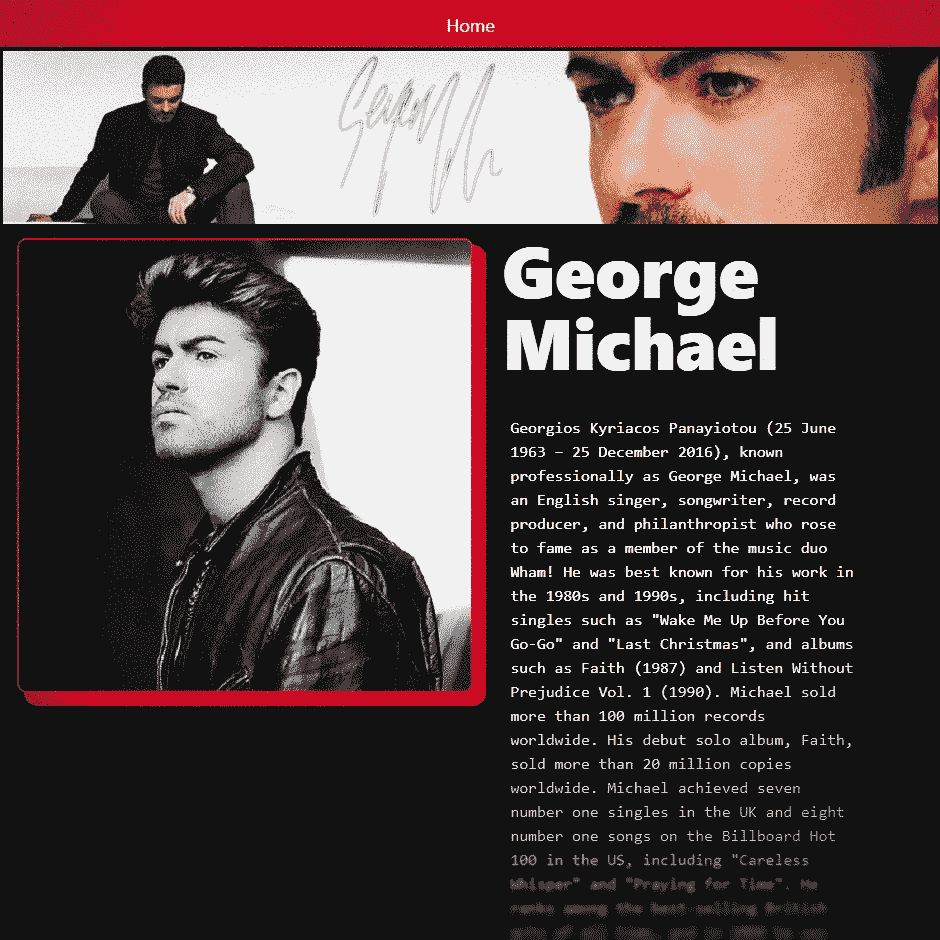 Home
George
Michael
Georgios Kyriacos Panayiotou (25 June
1963 – 25 December 2016), known
professionally as George Michael, was
an English singer, songwriter, record
producer, and philanthropist who rose
to fame as a member of the music duo
Wham! He was best known for his work in
the 1980s and 1990s, including hit
singles such as "Wake Me Up Before You
Go-Go" and "Last Christmas", and albums
such as Faith (1987) and Listen Without
Prejudice Vol. 1 (1990). Michael sold
more than 100 million records
worldwide. His debut solo album, Faith,
sold more than 20 million copies
worldwide. Michael achieved seven
number one singles in the UK and eight
number one songs on the Billboard Hot
100 in the US, including "Careless
Whisper" and "Praying for Time". He
ranks among the best-selling British